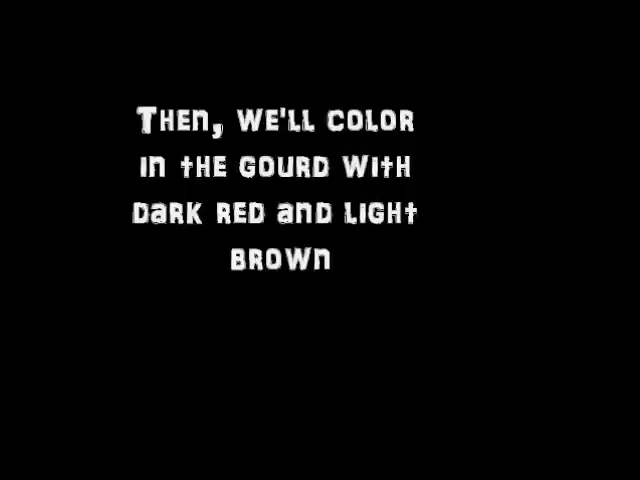 Then, we'll color
in the gourd with
dark red and light
brown